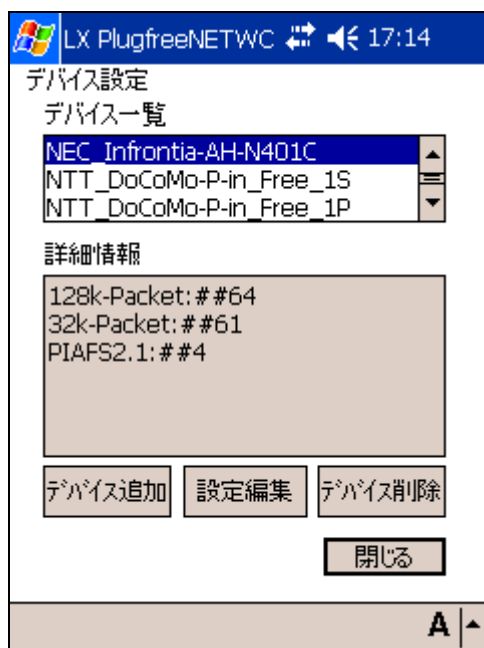 LX PlugfreeNETWC 17:14
デバイス設定
デバイス一覧
NEC_Infrontia-AH-N401C
NTT_DoCoMo-P-in_Free_1S
NTT_DoCoMo-P-in_Free_1P
詳細情報
128k-Packet:##64
32k-Packet:##61
PIAFS2.1:##4
ﾃﾞﾊﾞｲｽ追加 設定編集 ﾃﾞﾊﾞｲｽ削除
閉じる
A